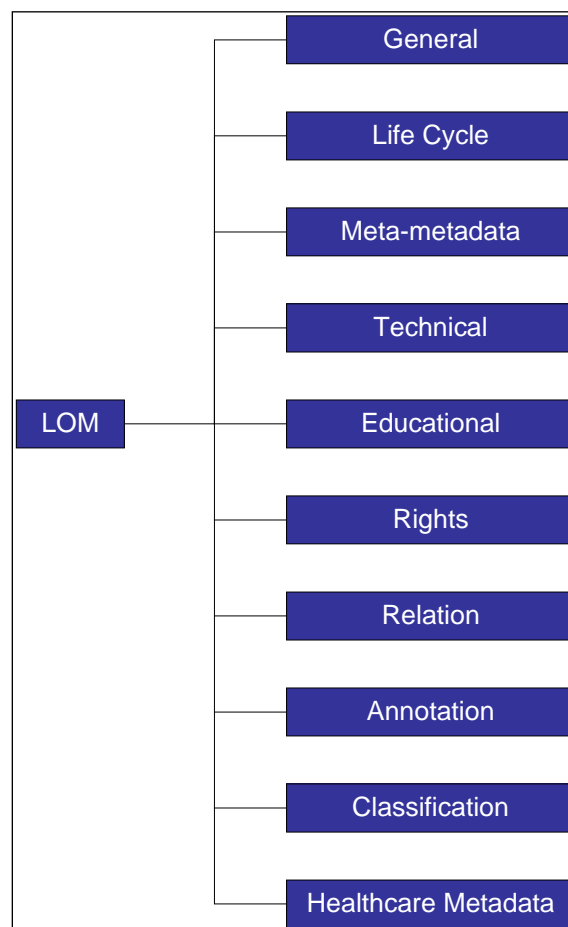 General
Life Cycle
Meta-metadata
Technical
LOM
Educational
Rights
Relation
Annotation
Classification
Healthcare Metadata